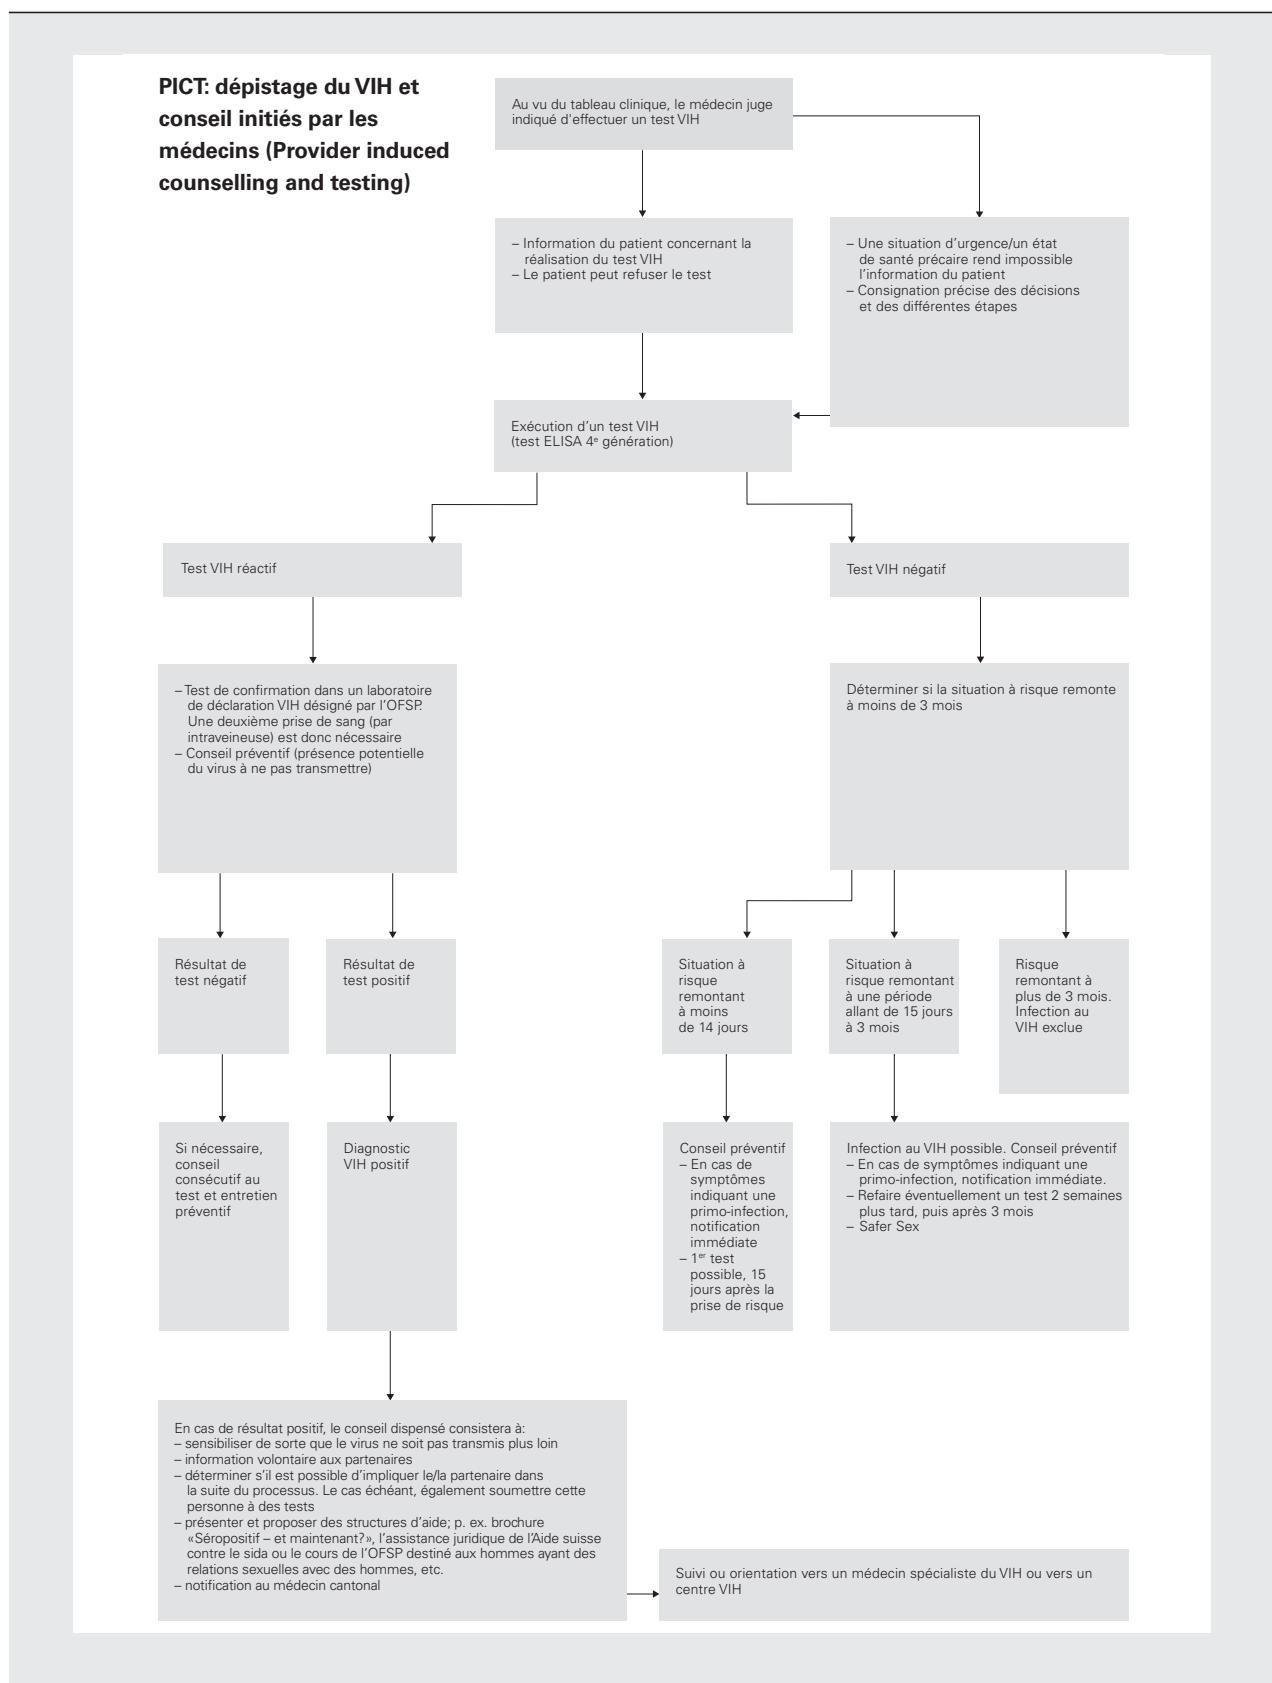 PICT: dépistage du VIH et
conseil initiés par les
médecins (Provider induced
counselling and testing)
Au vu du tableau clinique, le médecin juge
indiqué d'effectuer un test VIH
– Information du patient concernant la
réalisation du test VIH
– Le patient peut refuser le test
– Une situation d’urgence/un état
de santé précaire rend impossible
l’information du patient
– Consignation précise des décisions
et des différentes étapes
Exécution d’un test VIH
(test ELISA 4e génération)
Test VIH réactif
Test VIH négatif
– Test de confirmation dans un laboratoire
de déclaration VIH désigné par l’OFSP.
Une deuxième prise de sang (par
intraveineuse) est donc nécessaire
– Conseil préventif (présence potentielle
du virus à ne pas transmettre)
Déterminer si la situation à risque remonte
à moins de 3 mois
Résultat de
test négatif
Résultat de
test positif
Situation à
risque
remontant
à moins
de 14 jours
Situation à
risque remontant
à une période
allant de 15 jours
à 3 mois
Risque
remontant à
plus de 3 mois.
Infection au
VIH exclue
Si nécessaire,
conseil
consécutif au
test et entretien
préventif
Diagnostic
VIH positif
Conseil préventif
– En cas de
symptômes
indiquant une
primo-infection,
notification
immédiate
– 1er test
possible, 15
jours après la
prise de risque
Infection au VIH possible. Conseil préventif
– En cas de symptômes indiquant une
primo-infection, notification immédiate.
– Refaire éventuellement un test 2 semaines
plus tard, puis après 3 mois
– Safer Sex
En cas de résultat positif, le conseil dispensé consistera à:
– sensibiliser de sorte que le virus ne soit pas transmis plus loin
– information volontaire aux partenaires
– déterminer s’il est possible d’impliquer le/la partenaire dans
la suite du processus. Le cas échéant, également soumettre cette
personne à des tests
– présenter et proposer des structures d’aide; p. ex. brochure
«Séropositif – et maintenant?», l’assistance juridique de l’Aide suisse
contre le sida ou le cours de l’OFSP destiné aux hommes ayant des
relations sexuelles avec des hommes, etc.
– notification au médecin cantonal
Suivi ou orientation vers un médecin spécialiste du VIH ou vers un
centre VIH